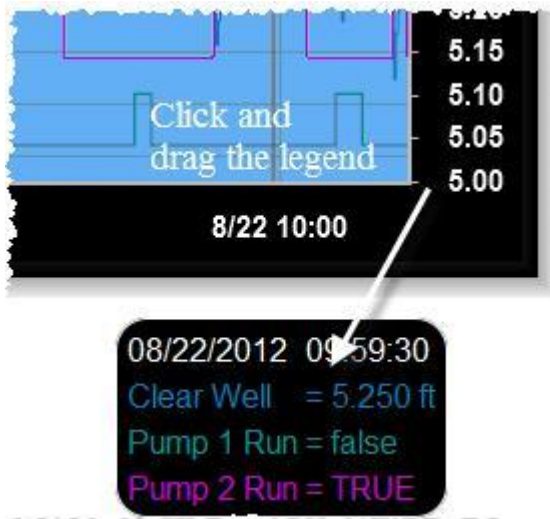 5.15
5.10
Click and
drag the legend
5.05
5.00
8/22 10:00
08/22/2012 09:59:30
Clear Well = 5.250 ft
Pump 1 Run = false
Pump 2 Run = TRUE